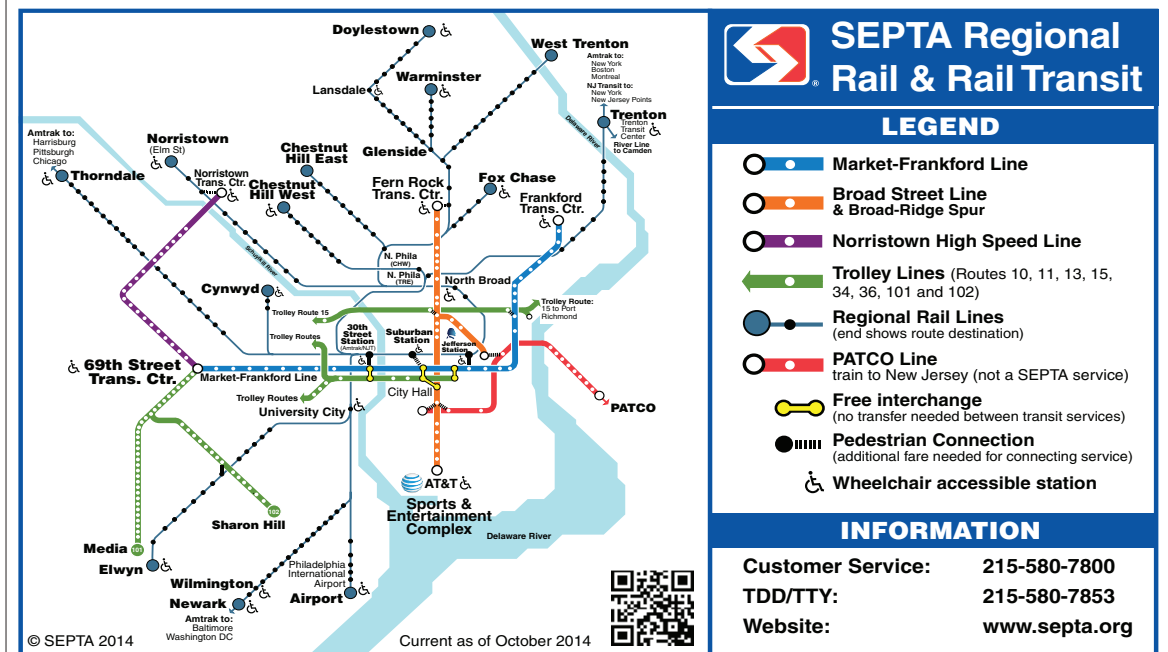 SEPTA Regional
Rail & Rail Transit
®
LEGEND
Market-Frankford Line
Broad Street Line
& Broad-Ridge Spur
Norristown High Speed Line
Trolley Lines (Routes 10, 11, 13, 15,
34, 36, 101 and 102)
Regional Rail Lines
(end shows route destination)
PATCO Line
train to New Jersey (not a SEPTA service)
Free interchange
(no transfer needed between transit services)
Pedestrian Connection
(additional fare needed for connecting service)
Wheelchair accessible station
INFORMATION
Customer Service: 215-580-7800
TDD/TTY: 215-580-7853
Website: www.septa.org
Doylestown
West Trenton
Amtrak to:
New York
Boston
Montreal
NJ Transit to:
New York
New Jersey Points
Warminster
Lansdale
Trenton
Trenton
Transit
Center
River Line
to Camden
Delaware River
Amtrak to:
Harrisburg
Pittsburgh
Chicago
Thorndale
Norristown
(Elm St)
Norristown
Trans. Ctr.
Chestnut
Hill East
Chestnut
Hill West
Glenside
Fern Rock
Trans. Ctr.
Fox Chase
Frankford
Trans. Ctr.
Schuylkill River
N. Phila
(CHW)
N. Phila
(TRE)
North Broad
Cynwyd
Trolley Route 15
Trolley Route:
15 to Port
Richmond
Trolley Routes
30th
Street
Station
(Amtrak/NJT)
Suburban
Station
Jefferson
Station
69th Street
Trans. Ctr.
Market-Frankford Line
City Hall
Trolley Routes
University City
PATCO
AT&T
Sports &
Entertainment
Complex
Delaware River
102
Sharon Hill
Media
101
Elwyn
Wilmington
Newark
Amtrak to:
Baltimore
Washington DC
Philadelphia
International
Airport
Airport
© SEPTA 2014
Current as of October 2014